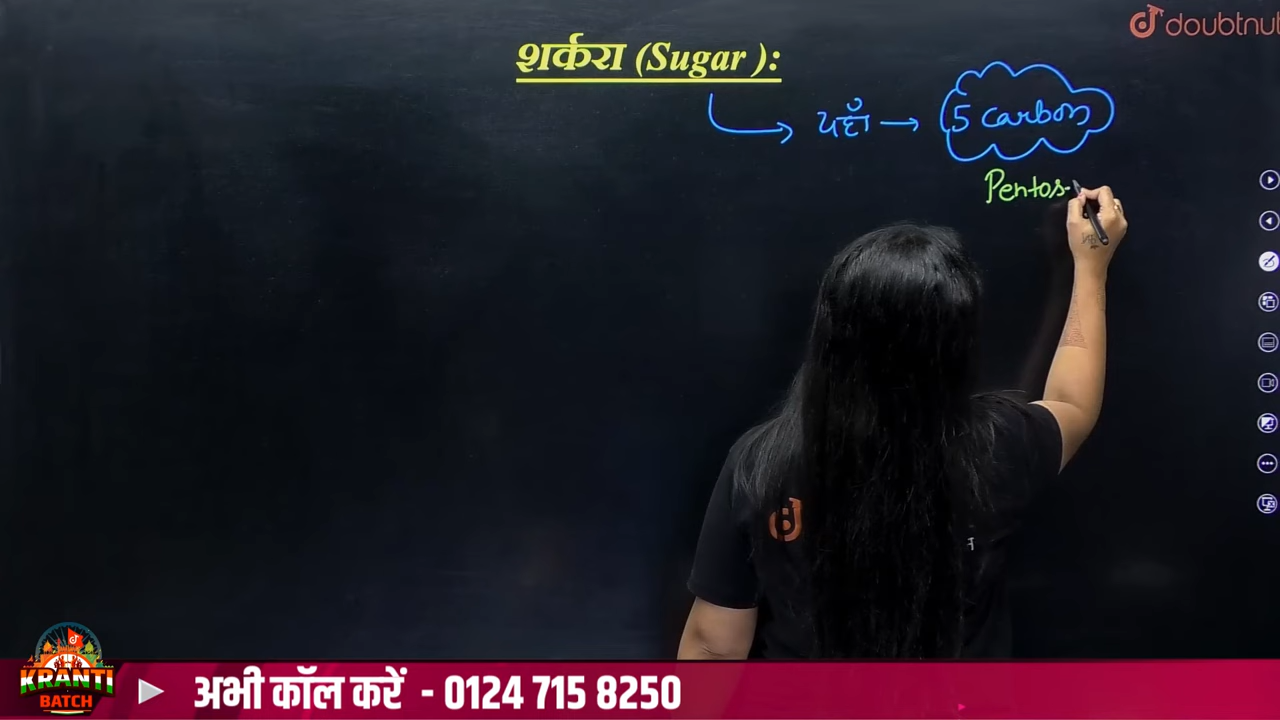 doubtnut
शर्करा (Sugar ):
यहाँ → 5 carbon
Pentos
KRANTI
BATCH
अभी कॉल करें - 0124 715 8250